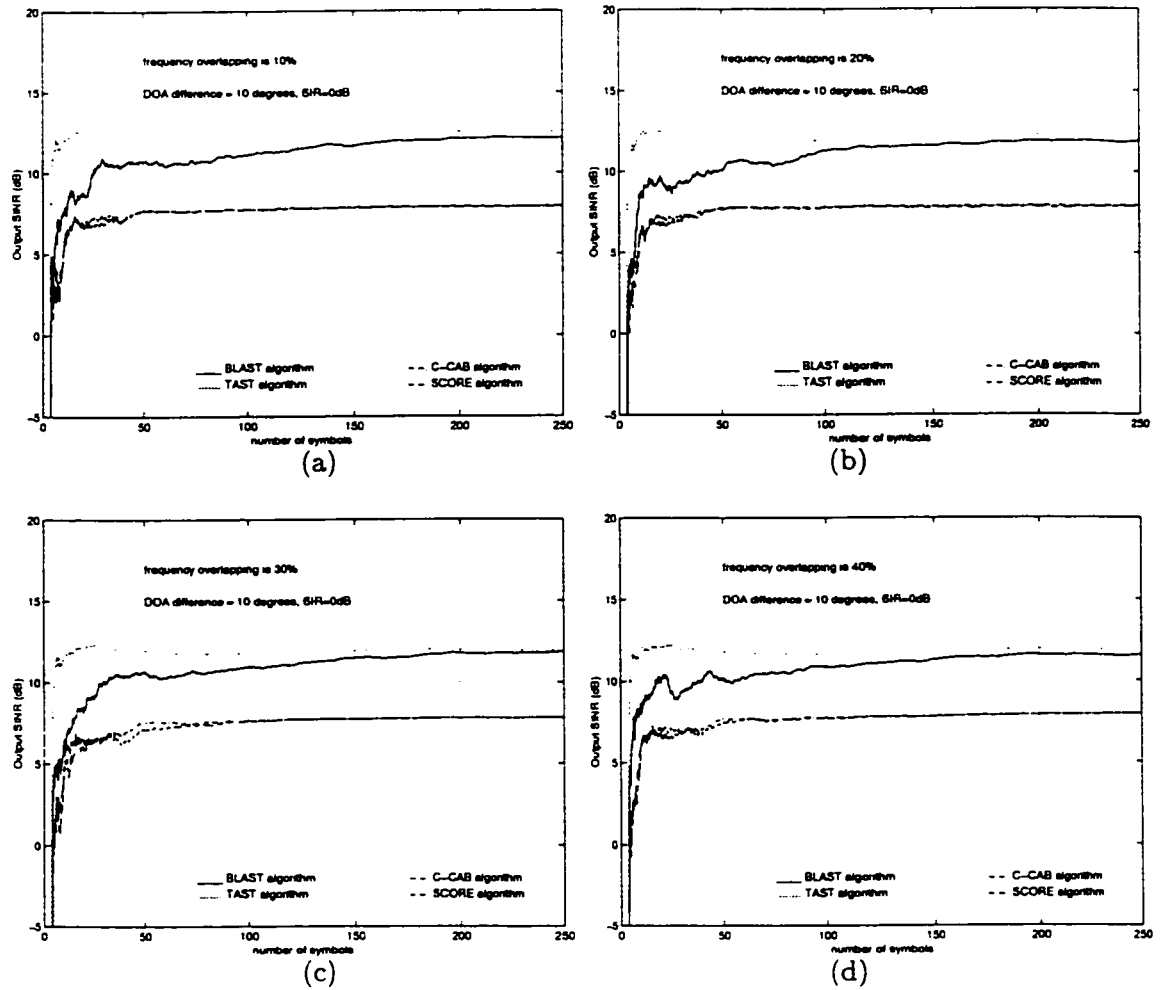 20
15
10
5
0
-5
Output SINR (dB)
frequency overlapping is 10%
DOA difference = 10 degrees, SIR=0dB
BLAST algorithm
TAST algorithm
C-CAB algorithm
SCORE algorithm
0 50 100 150 200 250
number of symbols
(a)
20
15
10
5
0
-5
Output SINR (dB)
frequency overlapping is 20%
DOA difference = 10 degrees, SIR=0dB
BLAST algorithm
TAST algorithm
C-CAB algorithm
SCORE algorithm
0 50 100 150 200 250
number of symbols
(b)
20
15
10
5
0
-5
Output SINR (dB)
frequency overlapping is 30%
DOA difference = 10 degrees, SIR=0dB
BLAST algorithm
TAST algorithm
C-CAB algorithm
SCORE algorithm
0 50 100 150 200 250
number of symbols
(c)
20
15
10
5
0
-5
Output SINR (dB)
frequency overlapping is 40%
DOA difference = 10 degrees, SIR=0dB
BLAST algorithm
TAST algorithm
C-CAB algorithm
SCORE algorithm
0 50 100 150 200 250
number of symbols
(d)